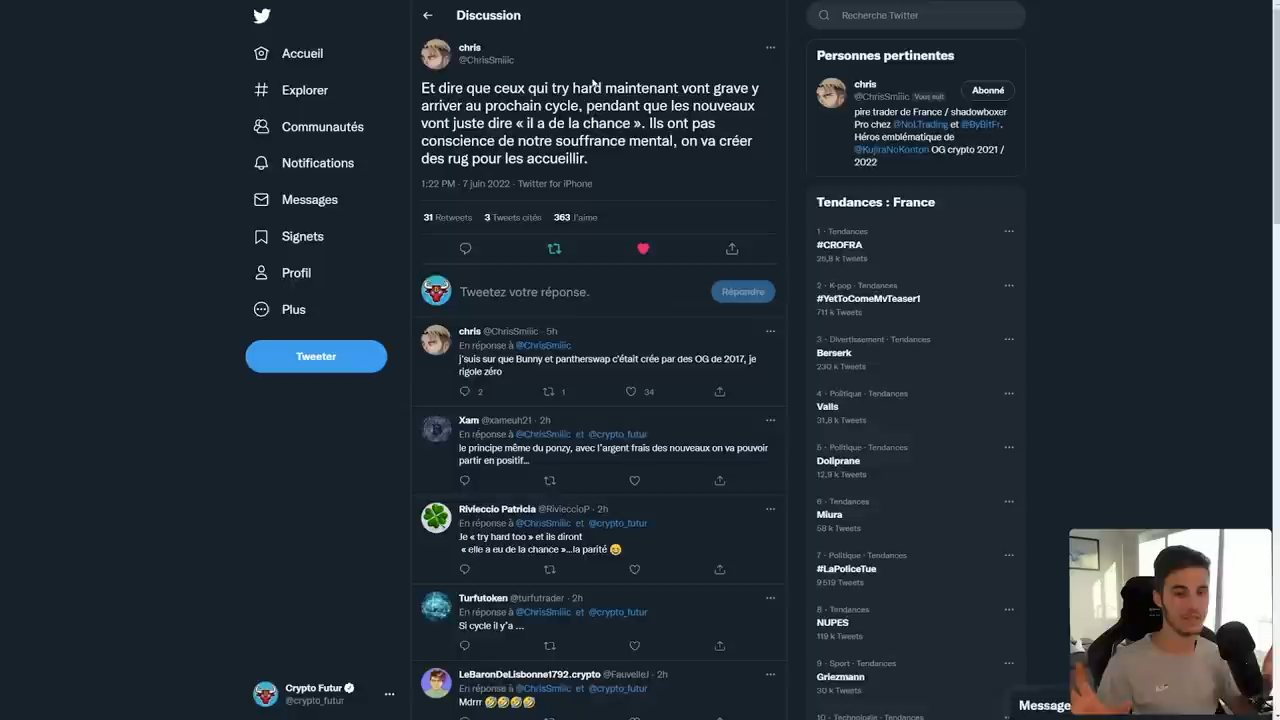 Discussion
Recherche Twitter
Accueil
Explorer
Communautés
Notifications
Messages
Signets
Profil
Plus
Tweeter
Crypto Futur
@crypto_futur
chris
@ChrisSmiiic
Et dire que ceux qui try hard maintenant vont grave y
arriver au prochain cycle, pendant que les nouveaux
vont juste dire « il a de la chance ». Ils ont pas
conscience de notre souffrance mental, on va créer
des rug pour les accueillir.
1:22 PM · 7 juin 2022 · Twitter for iPhone
31 Retweets 3 Tweets cités 363 J'aime
Tweetez votre réponse.
Répondre
chris @ChrisSmiiic · 5h
En réponse à @ChrisSmiiic
j'suis sur que Bunny et pantherswap c'était crée par des OG de 2017, je
rigole zéro
2 1 34
Xam @xameuh21 · 2h
En réponse à @ChrisSmiiic et @crypto_futur
le principe même du ponzy, avec l'argent frais des nouveaux on va pouvoir
partir en positif...
Rivieccio Patricia @RivieccioP · 2h
En réponse à @ChrisSmiiic et @crypto_futur
Je « try hard too » et ils diront
« elle a eu de la chance »...la parité 😅
Turfutoken @turfutrader · 2h
En réponse à @ChrisSmiiic et @crypto_futur
Si cycle il y'a ...
LeBaronDeLisbonne1792.crypto @FauvelleJ · 2h
En réponse à @ChrisSmiiic et @crypto_futur
Mdrrr 🤣🤣🤣🤣
Personnes pertinentes
chris
@ChrisSmiiic Vous suit
Abonné
pire trader de France / shadowboxer
Pro chez @NoLTrading et @ByBitFr.
Héros emblématique de
@KujiraNoKonton OG crypto 2021 /
2022
Tendances : France
1 · Tendances
#CROFRA
26,8 k Tweets
2 · K-pop · Tendances
#YetToComeMvTeaser1
711 k Tweets
3 · Divertissement · Tendances
Berserk
230 k Tweets
4 · Politique · Tendances
Valls
31,8 k Tweets
5 · Politique · Tendances
Doliprane
12,9 k Tweets
6 · Tendances
Miura
58 k Tweets
7 · Politique · Tendances
#LaPoliceTue
9 519 Tweets
8 · Tendances
NUPES
119 k Tweets
9 · Sport · Tendances
Griezmann
30 k Tweets
10 · Technologie · Tendances
Message